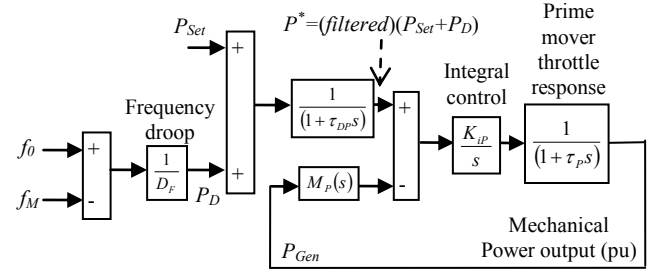 P_Set
P*=(filtered)(P_Set+P_D)
Prime
mover
throttle
response
Integral
control
Frequency
droop
+
+
1
(1+τ_DP s)
+
-
K_iP
s
1
(1+τ_P s)
f_0
f_M
+
-
1
D_F
P_D
M_P(s)
P_Gen
Mechanical
Power output (pu)